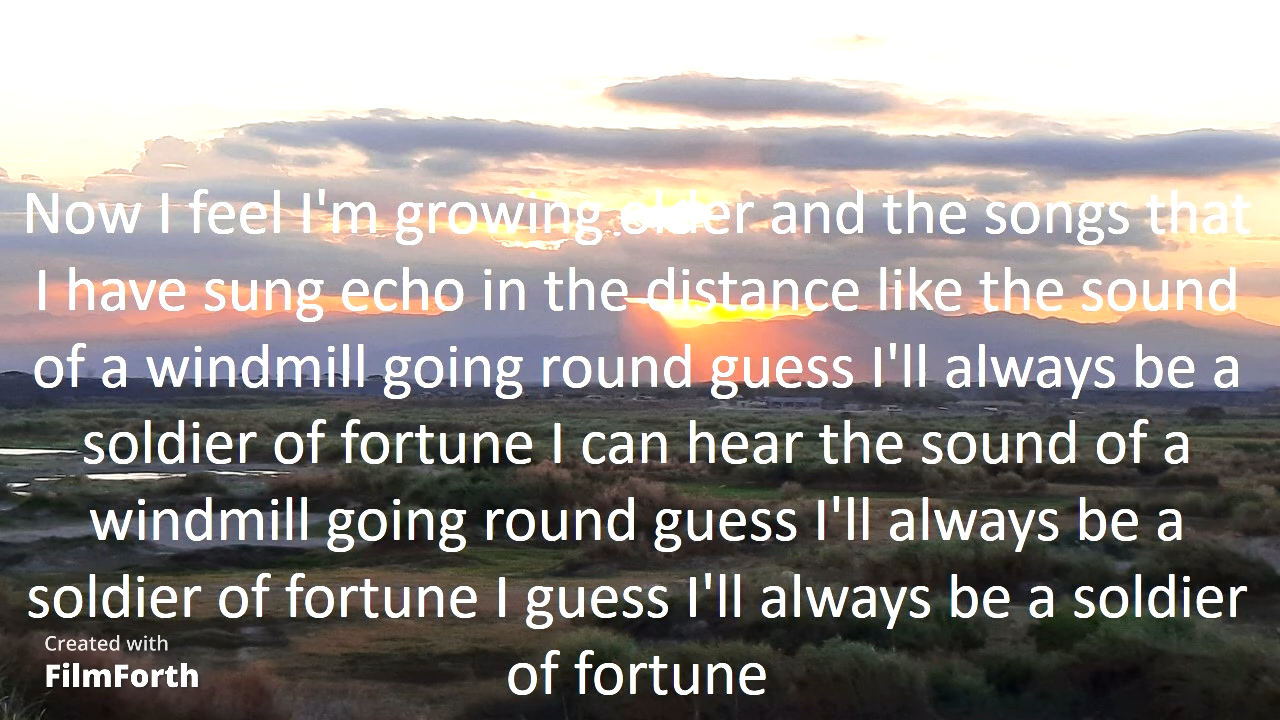 Now I feel I'm growing older and the songs that
I have sung echo in the distance like the sound
of a windmill going round guess I'll always be a
soldier of fortune I can hear the sound of a
windmill going round guess I'll always be a
soldier of fortune I guess I'll always be a soldier
of fortune
Created with
FilmForth